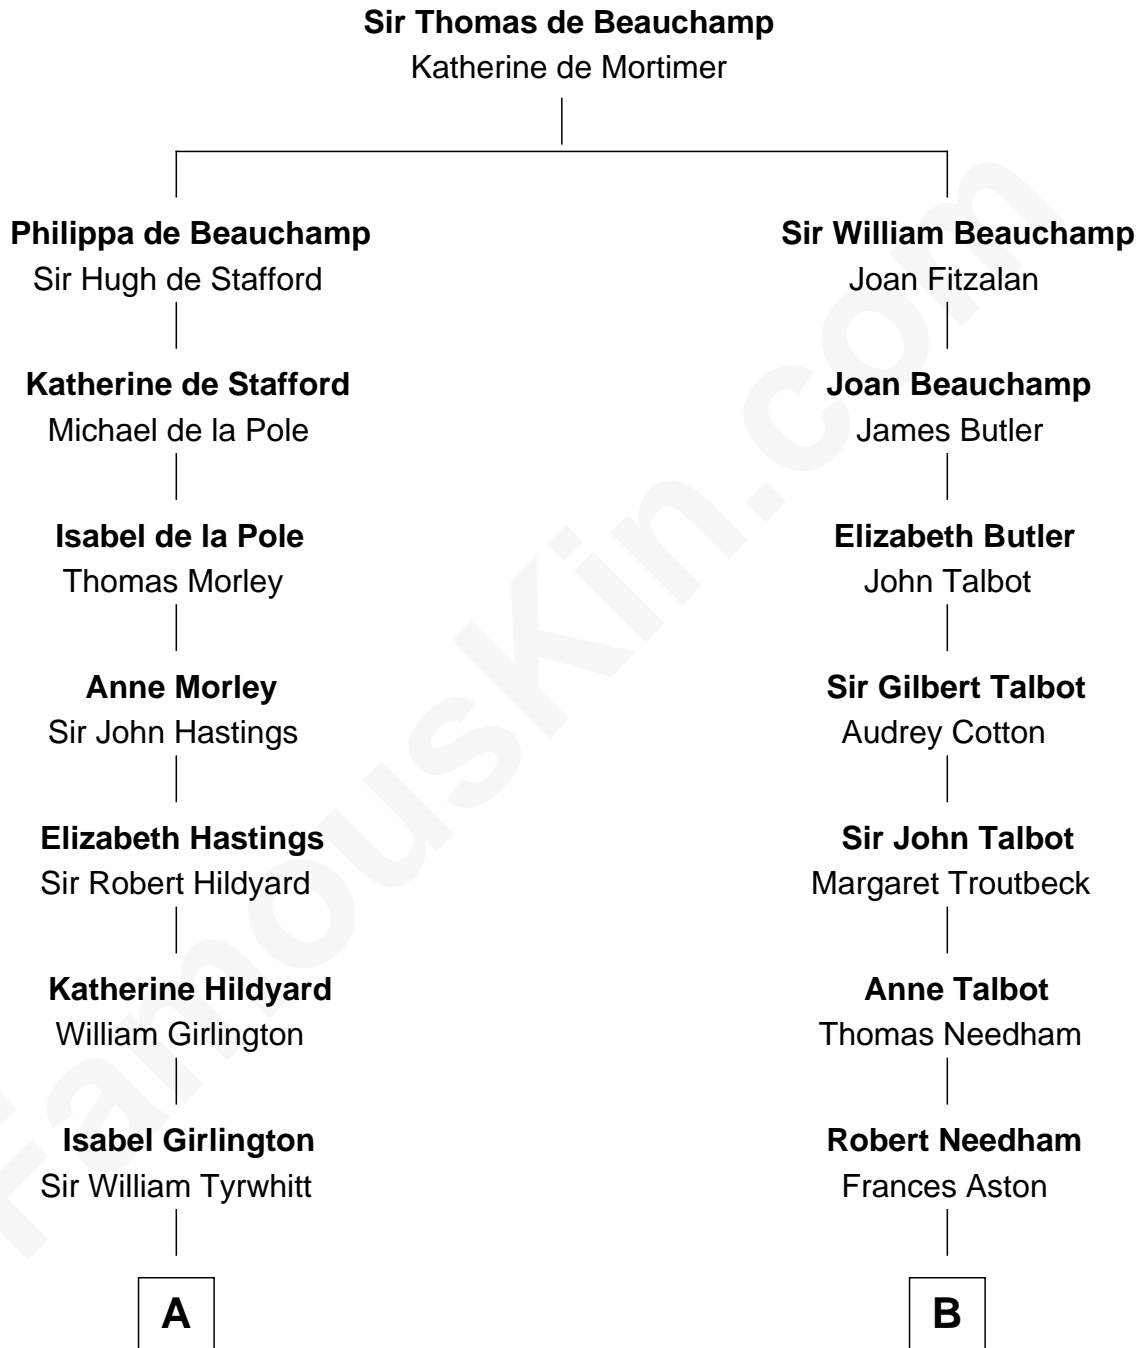 Sir Thomas de Beauchamp
Katherine de Mortimer
Philippa de Beauchamp
Sir Hugh de Stafford
Sir William Beauchamp
Joan Fitzalan
Katherine de Stafford
Michael de la Pole
Joan Beauchamp
James Butler
Isabel de la Pole
Thomas Morley
Elizabeth Butler
John Talbot
Anne Morley
Sir John Hastings
Sir Gilbert Talbot
Audrey Cotton
Elizabeth Hastings
Sir Robert Hildyard
Sir John Talbot
Margaret Troutbeck
Katherine Hildyard
William Girlington
Anne Talbot
Thomas Needham
Isabel Girlington
Sir William Tyrwhitt
Robert Needham
Frances Aston
A
B
FamousKin.com